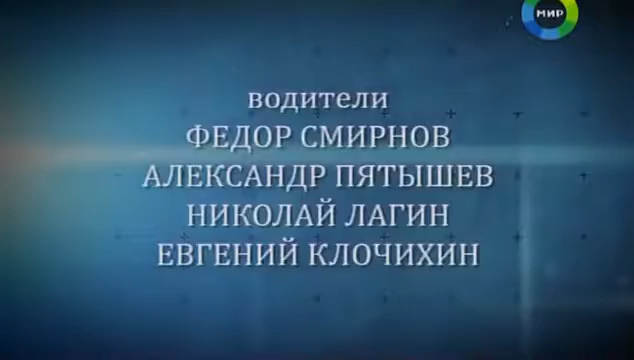 МИР
водители
ФЕДОР СМИРНОВ
АЛЕКСАНДР ПЯТЫШЕВ
НИКОЛАЙ ЛАГИН
ЕВГЕНИЙ КЛОЧИХИН